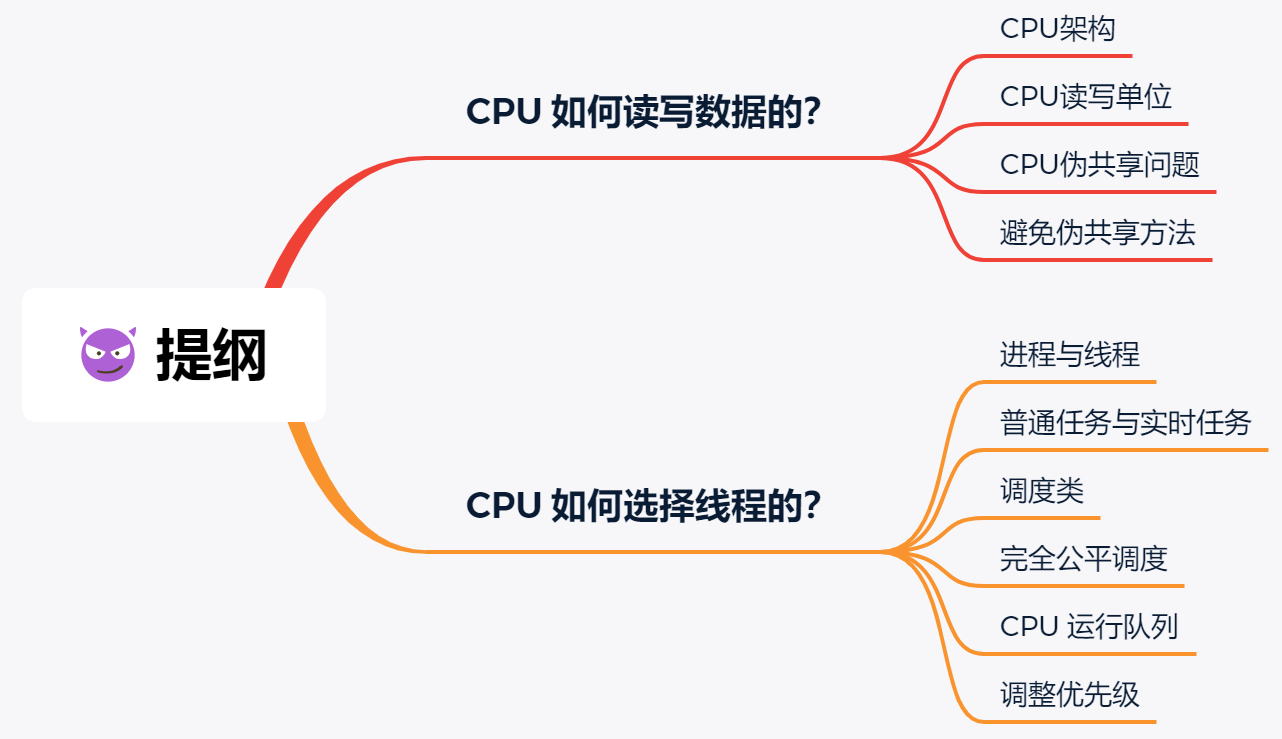 提纲
CPU 如何读写数据的？
CPU架构
CPU读写单位
CPU伪共享问题
避免伪共享方法
CPU 如何选择线程的？
进程与线程
普通任务与实时任务
调度类
完全公平调度
CPU 运行队列
调整优先级